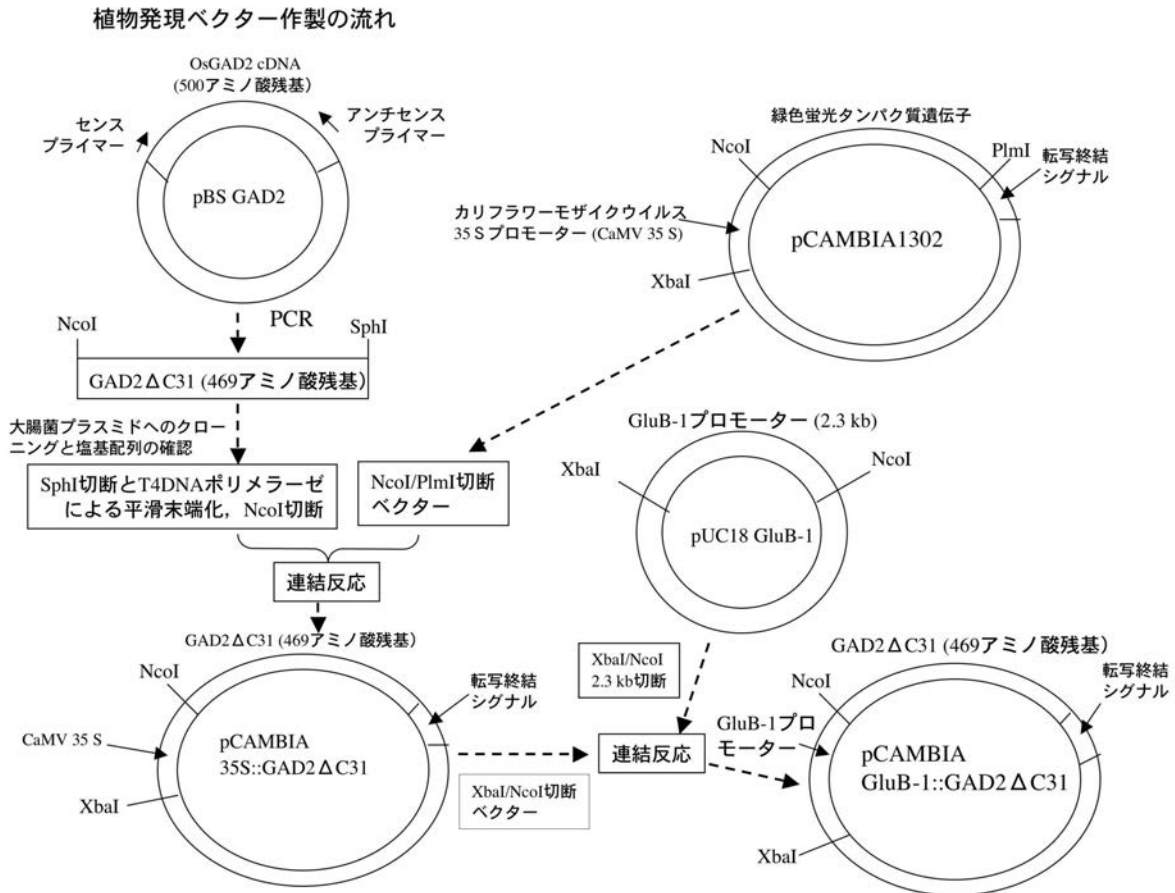 植物発現ベクター作製の流れ
OsGAD2 cDNA
(500アミノ酸残基)
センス
プライマー
アンチセンス
プライマー
pBS GAD2
緑色蛍光タンパク質遺伝子
NcoI
PlmI
転写終結
シグナル
カリフラワーモザイクウイルス
35 S プロモーター (CaMV 35 S)
pCAMBIA1302
XbaI
PCR
NcoI
SphI
GAD2ΔC31 (469アミノ酸残基)
大腸菌プラスミドへのクロー
ニングと塩基配列の確認
SphI切断とT4DNAポリメラーゼ
による平滑末端化，NcoI切断
NcoI/PlmI切断
ベクター
GluB-1プロモーター (2.3 kb)
XbaI
NcoI
pUC18 GluB-1
連結反応
GAD2ΔC31 (469アミノ酸残基)
NcoI
転写終結
シグナル
CaMV 35 S
pCAMBIA
35S::GAD2ΔC31
XbaI
XbaI/NcoI
2.3 kb切断
XbaI/NcoI切断
ベクター
連結反応
GAD2ΔC31 (469アミノ酸残基)
NcoI
転写終結
シグナル
GluB-1プロ
モーター
pCAMBIA
GluB-1::GAD2ΔC31
XbaI